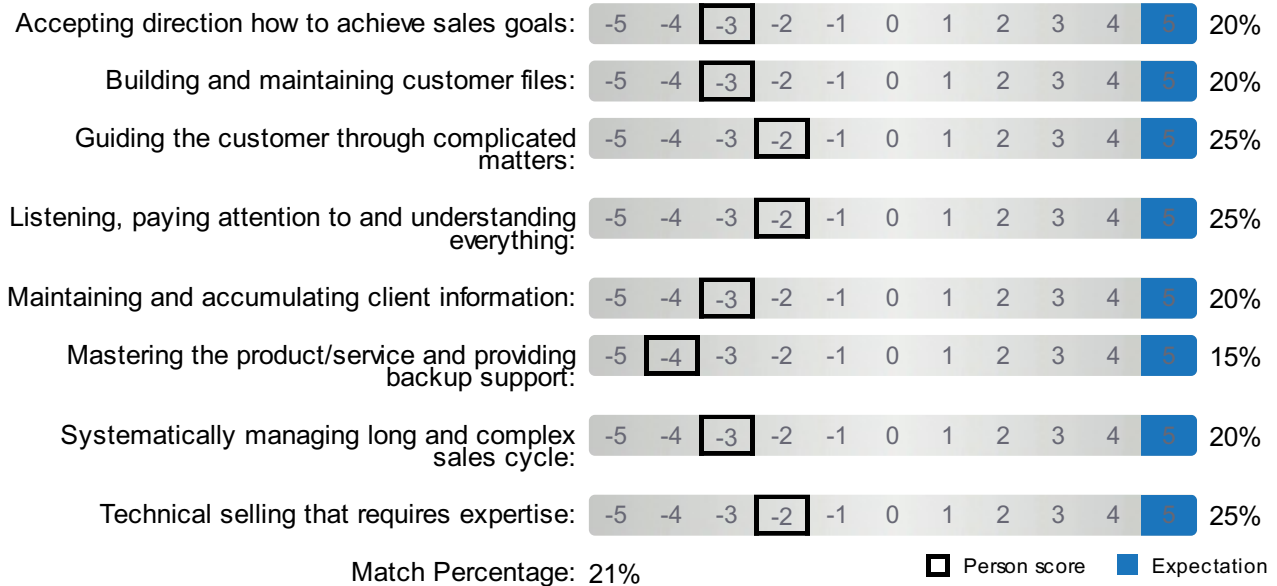 Accepting direction how to achieve sales goals: -5 -4 -3 -2 -1 0 1 2 3 4 5 20%
Building and maintaining customer files: -5 -4 -3 -2 -1 0 1 2 3 4 5 20%
Guiding the customer through complicated
matters: -5 -4 -3 -2 -1 0 1 2 3 4 5 25%
Listening, paying attention to and understanding
everything: -5 -4 -3 -2 -1 0 1 2 3 4 5 25%
Maintaining and accumulating client information: -5 -4 -3 -2 -1 0 1 2 3 4 5 20%
Mastering the product/service and providing
backup support: -5 -4 -3 -2 -1 0 1 2 3 4 5 15%
Systematically managing long and complex
sales cycle: -5 -4 -3 -2 -1 0 1 2 3 4 5 20%
Technical selling that requires expertise: -5 -4 -3 -2 -1 0 1 2 3 4 5 25%
Match Percentage: 21% Person score Expectation